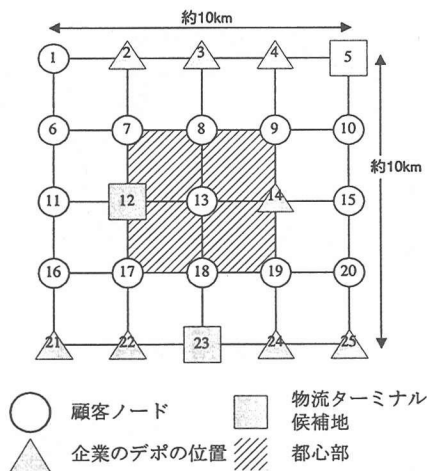 約10km
1 2 3 4 5
6 7 8 9 10
約10km
11 12 13 14 15
16 17 18 19 20
21 22 23 24 25
顧客ノード
物流ターミナル
候補地
企業のデポの位置
都心部